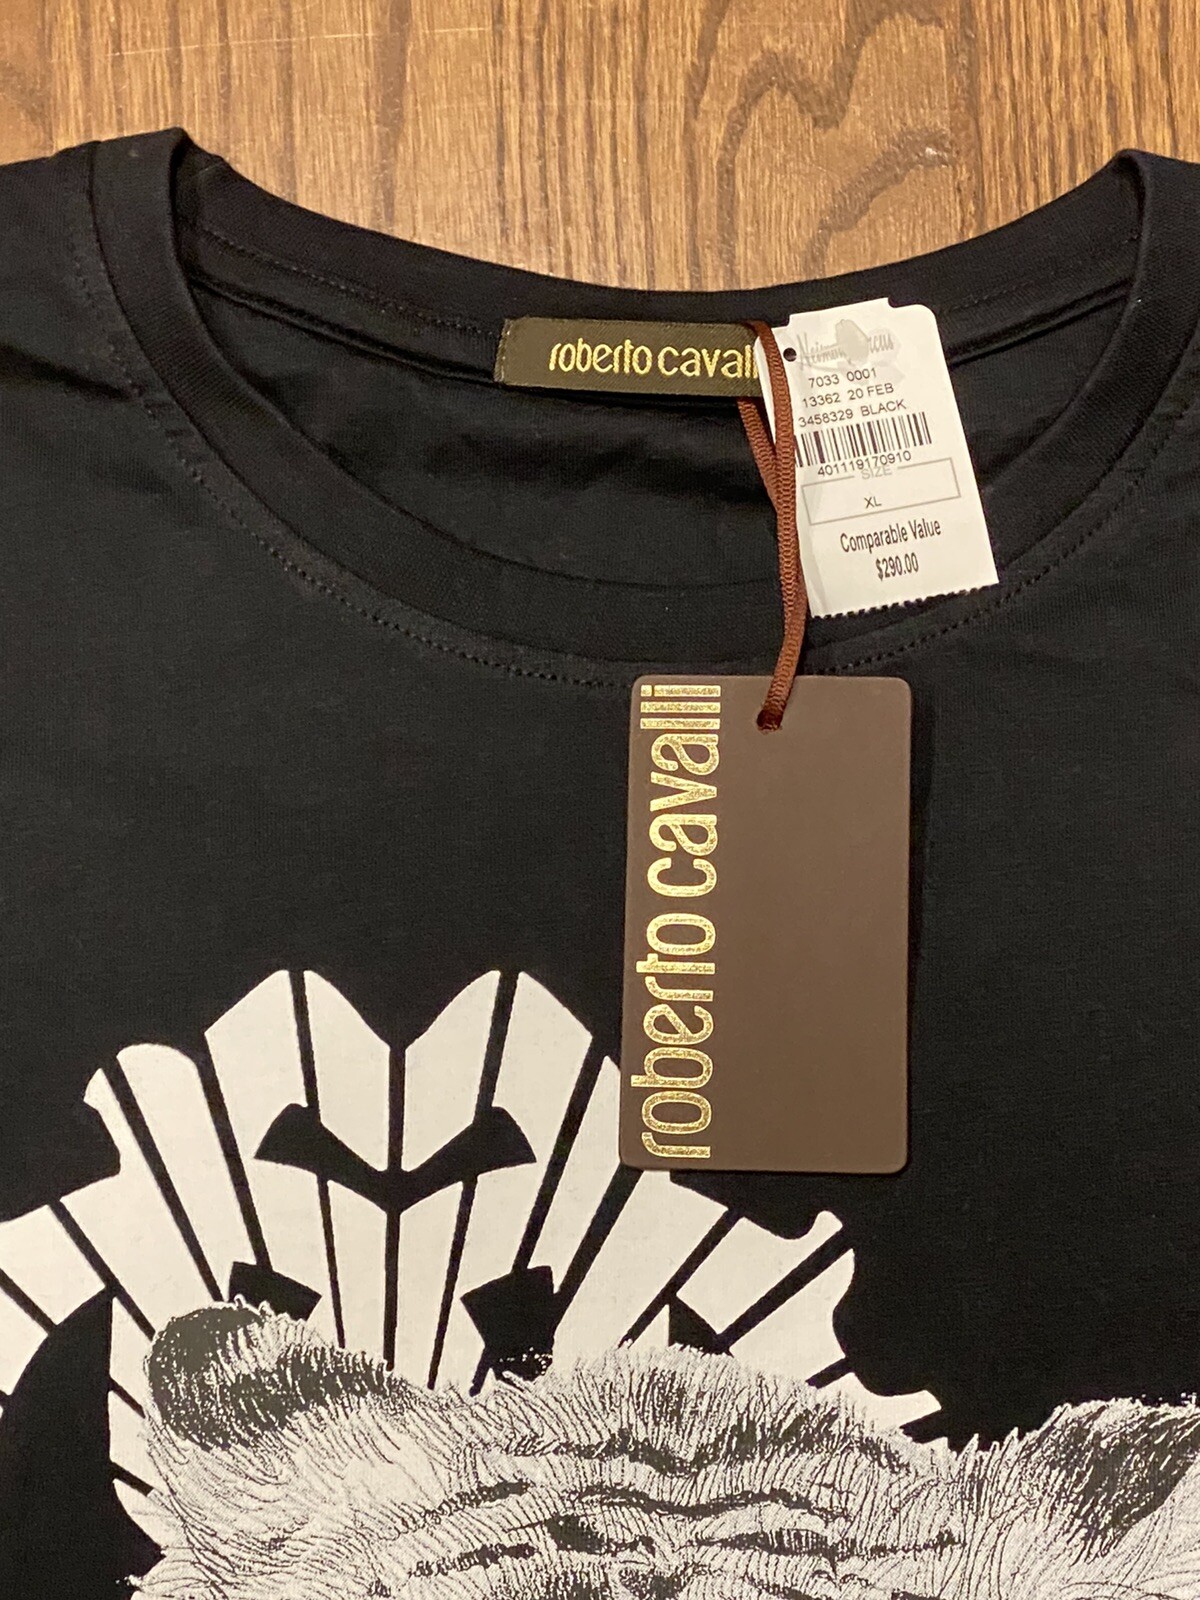 roberto cavalli
7033 0001
13362 20 FEB
3458329 BLACK
401119170910
SIZE
XL
Comparable Value
$290.00
roberto cavalli